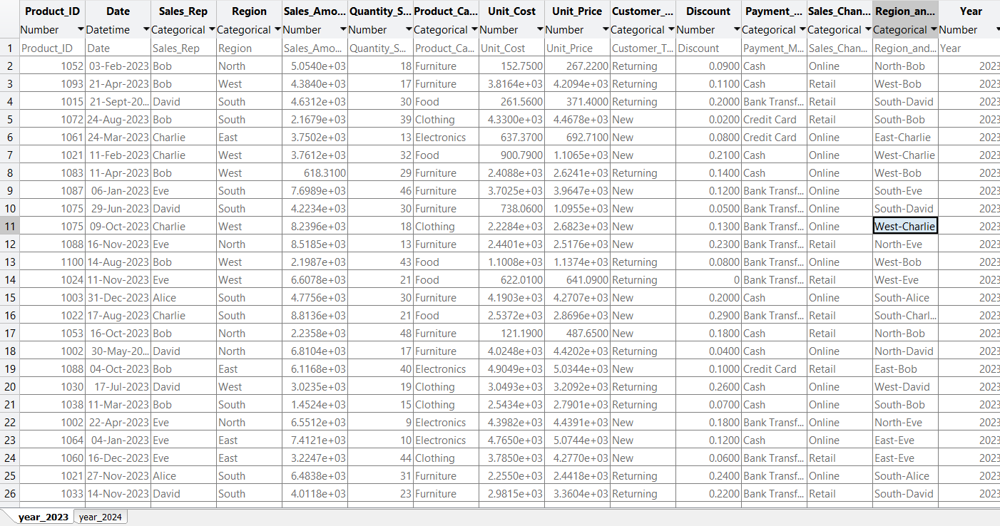 Product_ID Date Sales_Rep Region Sales_Amo... Quantity_S... Product_Ca... Unit_Cost Unit_Price Customer_... Discount Payment_... Sales_Chan... Region_an... Year
Number Datetime Categorical Categorical Number Number Categorical Number Number Categorical Number Categorical Categorical Categorical Number
1 Product_ID Date Sales_Rep Region Sales_Amo... Quantity_S... Product_Ca... Unit_Cost Unit_Price Customer_T... Discount Payment_M... Sales_Chan... Region_and... Year
2 1052 03-Feb-2023 Bob North 5.0540e+03 18 Furniture 152.7500 267.2200 Returning 0.0900 Cash Online North-Bob 2023
3 1093 21-Apr-2023 Bob West 4.3840e+03 17 Furniture 3.8164e+03 4.2094e+03 Returning 0.1100 Cash Retail West-Bob 2023
4 1015 21-Sept-20... David South 4.6312e+03 30 Food 261.5600 371.4000 Returning 0.2000 Bank Transf... Retail South-David 2023
5 1072 24-Aug-2023 Bob South 2.1679e+03 39 Clothing 4.3300e+03 4.4678e+03 New 0.0200 Credit Card Retail South-Bob 2023
6 1061 24-Mar-2023 Charlie East 3.7502e+03 13 Electronics 637.3700 692.7100 New 0.0800 Credit Card Online East-Charlie 2023
7 1021 11-Feb-2023 Charlie West 3.7612e+03 32 Food 900.7900 1.1065e+03 New 0.2100 Cash Online West-Charlie 2023
8 1083 11-Apr-2023 Bob West 618.3100 29 Furniture 2.4088e+03 2.6241e+03 Returning 0.1400 Cash Online West-Bob 2023
9 1087 06-Jan-2023 Eve South 7.6989e+03 46 Furniture 3.7025e+03 3.9647e+03 New 0.1200 Bank Transf... Online South-Eve 2023
10 1075 29-Jun-2023 David South 4.2234e+03 30 Furniture 738.0600 1.0955e+03 New 0.0500 Bank Transf... Online South-David 2023
11 1075 09-Oct-2023 Charlie West 8.2396e+03 18 Clothing 2.2284e+03 2.6823e+03 New 0.1300 Bank Transf... Online West-Charlie 2023
12 1088 16-Nov-2023 Eve North 8.5185e+03 13 Furniture 2.4401e+03 2.5176e+03 New 0.2300 Bank Transf... Retail North-Eve 2023
13 1100 14-Aug-2023 Bob West 2.1987e+03 43 Food 1.1008e+03 1.1374e+03 Returning 0.0800 Bank Transf... Online West-Bob 2023
14 1024 11-Nov-2023 Eve West 6.6078e+03 21 Food 622.0100 641.0900 Returning 0 Bank Transf... Retail West-Eve 2023
15 1003 31-Dec-2023 Alice South 4.7756e+03 30 Furniture 4.1903e+03 4.2707e+03 New 0.2000 Cash Online South-Alice 2023
16 1022 17-Aug-2023 Charlie South 8.8136e+03 21 Food 2.5372e+03 2.8696e+03 New 0.2900 Bank Transf... Retail South-Charl... 2023
17 1053 16-Oct-2023 Bob North 2.2358e+03 48 Furniture 121.1900 487.6500 New 0.1800 Cash Retail North-Bob 2023
18 1002 30-May-20... David North 6.8104e+03 17 Furniture 4.0248e+03 4.4202e+03 Returning 0.0400 Cash Online North-David 2023
19 1088 04-Oct-2023 Bob East 6.1168e+03 40 Electronics 4.9049e+03 5.0344e+03 New 0.1000 Credit Card Retail East-Bob 2023
20 1030 17-Jul-2023 David West 3.0235e+03 19 Clothing 3.0493e+03 3.2092e+03 Returning 0.2600 Cash Online West-David 2023
21 1038 11-Mar-2023 Bob South 1.4524e+03 15 Clothing 2.5434e+03 2.7901e+03 Returning 0.0700 Cash Online South-Bob 2023
22 1002 22-Apr-2023 Eve North 6.5512e+03 9 Electronics 4.3982e+03 4.4391e+03 New 0.1800 Bank Transf... Online North-Eve 2023
23 1064 04-Jan-2023 Eve East 7.4121e+03 10 Electronics 4.7650e+03 5.0744e+03 New 0.1200 Cash Online East-Eve 2023
24 1060 16-Dec-2023 Eve East 3.2247e+03 44 Clothing 3.7850e+03 4.2770e+03 New 0.0600 Bank Transf... Retail East-Eve 2023
25 1021 27-Nov-2023 Alice South 6.4838e+03 31 Furniture 2.2550e+03 2.4418e+03 Returning 0.2400 Bank Transf... Online South-Alice 2023
26 1033 14-Nov-2023 David South 4.0118e+03 23 Furniture 2.9815e+03 3.3604e+03 Returning 0.2200 Bank Transf... Retail South-David 2023
year_2023 year_2024